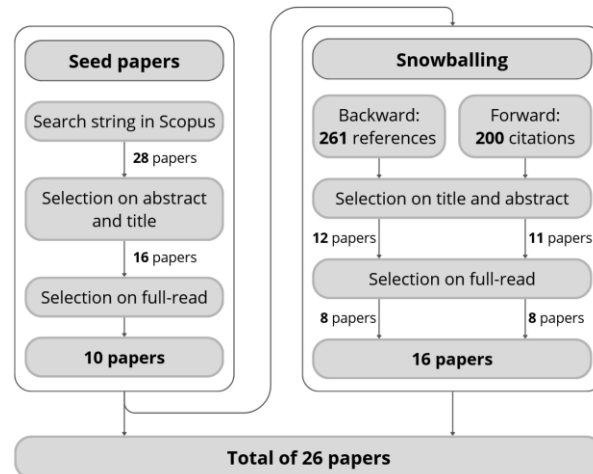 Seed papers
Search string in Scopus
28 papers
Selection on abstract
and title
16 papers
Selection on full-read
10 papers
Snowballing
Backward:
261 references
Forward:
200 citations
Selection on title and abstract
12 papers
11 papers
Selection on full-read
8 papers
8 papers
16 papers
Total of 26 papers